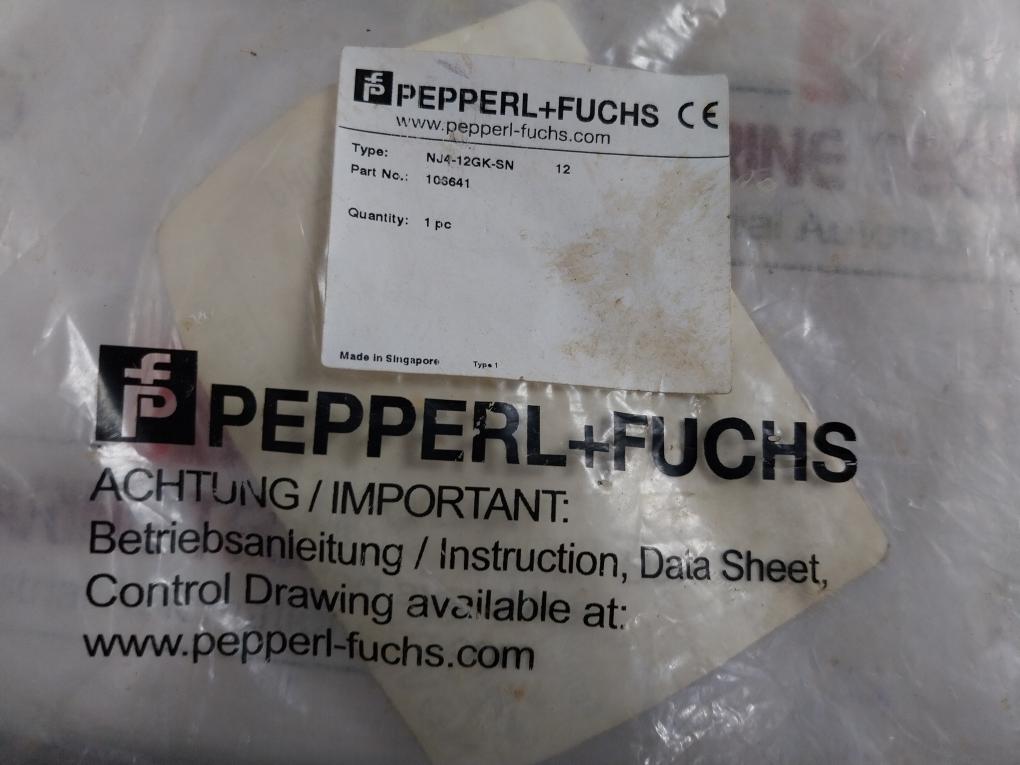 PEPPERL+FUCHS CE
www.pepperl-fuchs.com
Type: NJ4-12GK-SN 12
Part No.: 106641
Quantity: 1 pc
Made in Singapore Type 1
PEPPERL+FUCHS
ACHTUNG / IMPORTANT:
Betriebsanleitung / Instruction, Data Sheet,
Control Drawing available at:
www.pepperl-fuchs.com